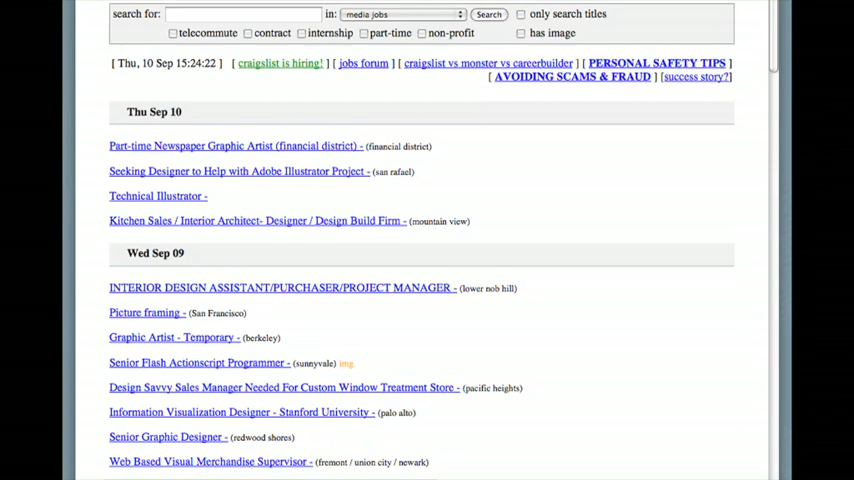 search for: in: media jobs Search only search titles
telecommute contract internship part-time non-profit has image
[ Thu, 10 Sep 15:24:22 ] [ craigslist is hiring! ] [ jobs forum ] [ craigslist vs monster vs careerbuilder ] [ PERSONAL SAFETY TIPS ]
[ AVOIDING SCAMS & FRAUD ] [success story?]
Thu Sep 10
Part-time Newspaper Graphic Artist (financial district) - (financial district)
Seeking Designer to Help with Adobe Illustrator Project - (san rafael)
Technical Illustrator -
Kitchen Sales / Interior Architect- Designer / Design Build Firm - (mountain view)
Wed Sep 09
INTERIOR DESIGN ASSISTANT/PURCHASER/PROJECT MANAGER - (lower nob hill)
Picture framing - (San Francisco)
Graphic Artist - Temporary - (berkeley)
Senior Flash Actionscript Programmer - (sunnyvale) img
Design Savvy Sales Manager Needed For Custom Window Treatment Store - (pacific heights)
Information Visualization Designer - Stanford University - (palo alto)
Senior Graphic Designer - (redwood shores)
Web Based Visual Merchandise Supervisor - (fremont / union city / newark)